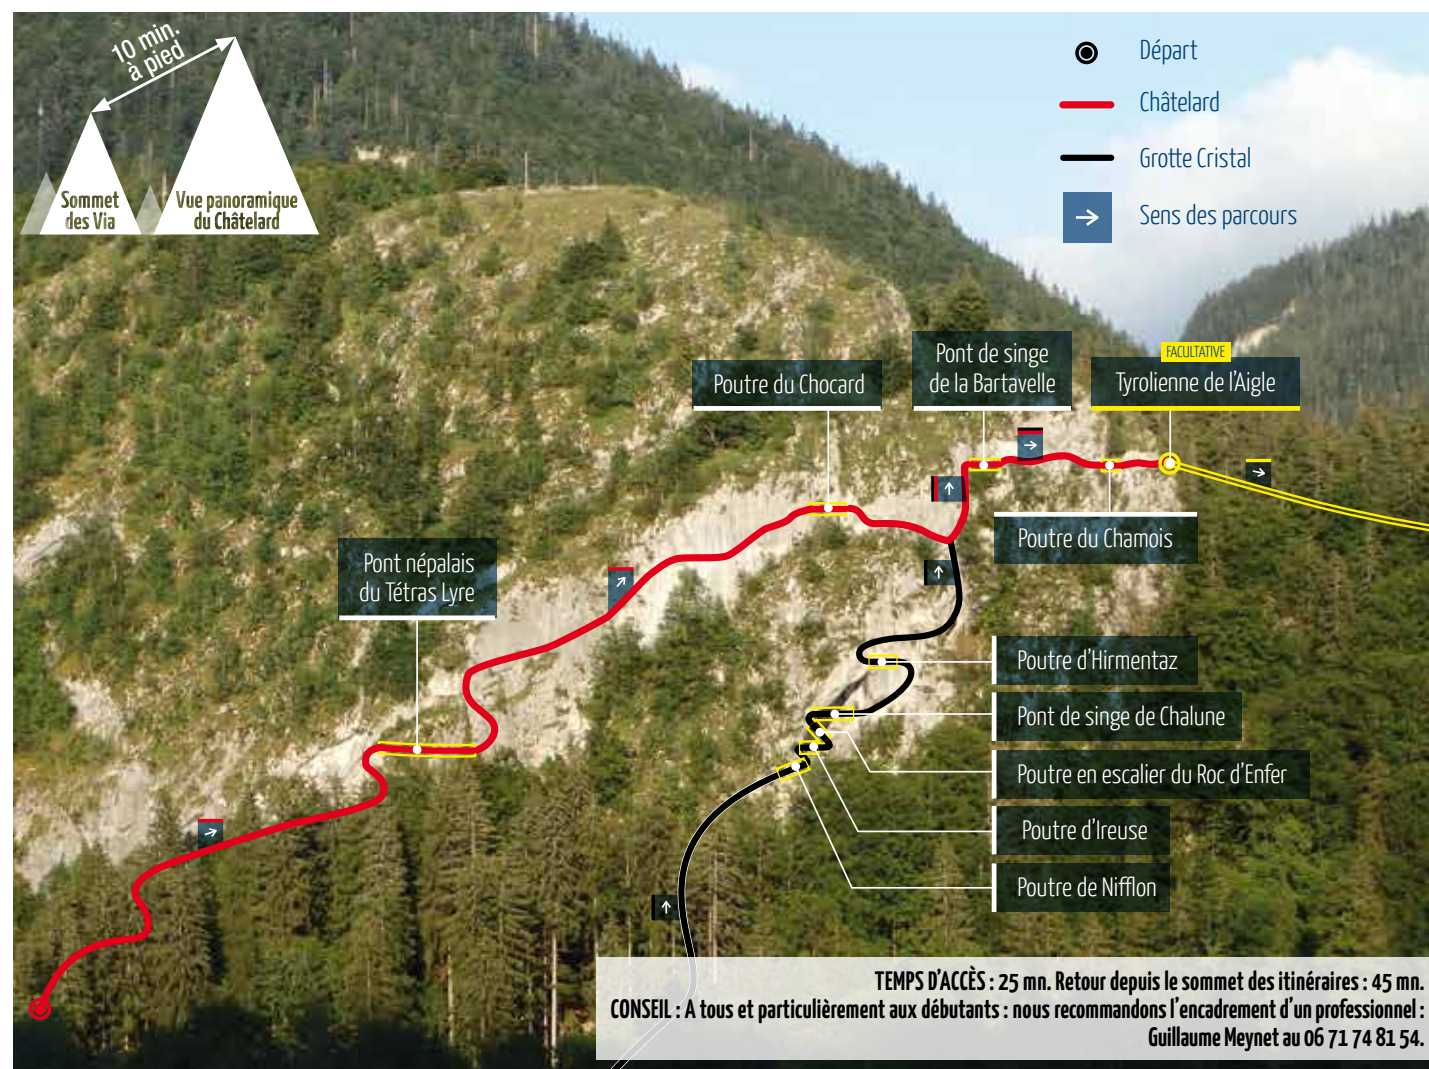 10 min.
à pied
Sommet
des Via
Vue panoramique
du Châtelard
Départ
Châtelard
Grotte Cristal
Sens des parcours
Poutre du Chocard
Pont de singe
de la Bartavelle
FACULTATIVE
Tyrolienne de l'Aigle
Poutre du Chamois
Pont népalais
du Tétras Lyre
Poutre d'Hirmentaz
Pont de singe de Chalune
Poutre en escalier du Roc d'Enfer
Poutre d'Ireuse
Poutre de Nifflon
TEMPS D'ACCÈS : 25 mn. Retour depuis le sommet des itinéraires : 45 mn.
CONSEIL : A tous et particulièrement aux débutants : nous recommandons l'encadrement d'un professionnel :
Guillaume Meynet au 06 71 74 81 54.